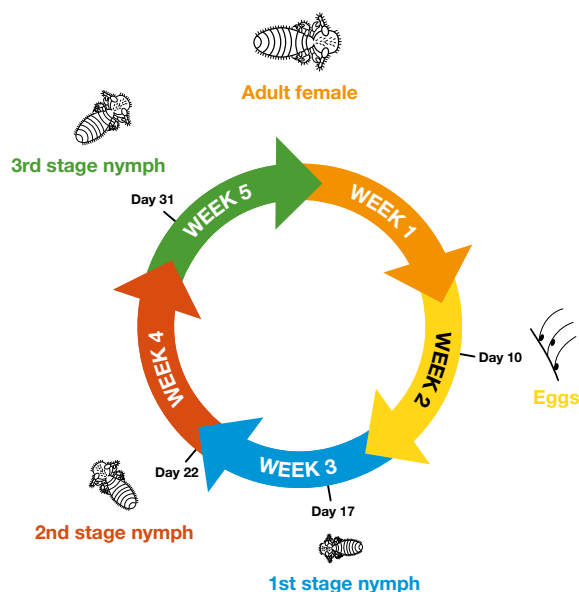 Adult female
3rd stage nymph
Day 31
WEEK 5
WEEK 1
WEEK 4
WEEK 2
Day 10
Eggs
WEEK 3
Day 22
Day 17
2nd stage nymph
1st stage nymph